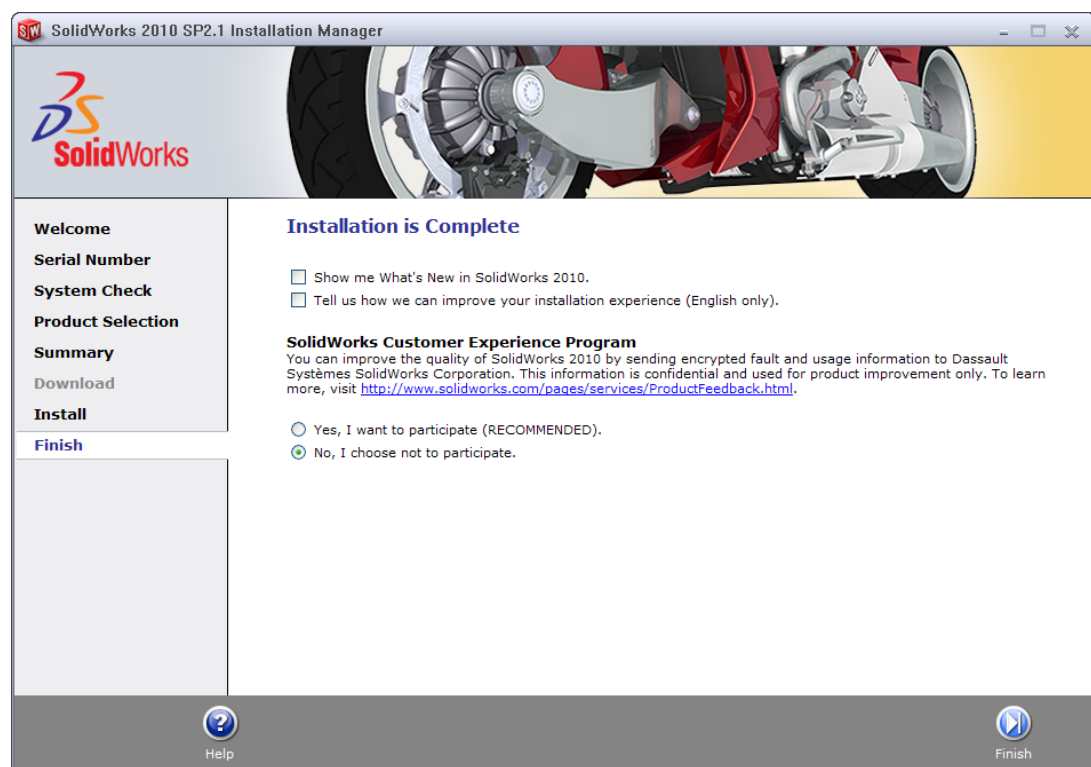 SolidWorks 2010 SP2.1 Installation Manager
SolidWorks
Welcome
Serial Number
System Check
Product Selection
Summary
Download
Install
Finish
Installation is Complete
Show me What's New in SolidWorks 2010.
Tell us how we can improve your installation experience (English only).
SolidWorks Customer Experience Program
You can improve the quality of SolidWorks 2010 by sending encrypted fault and usage information to Dassault
Systèmes SolidWorks Corporation. This information is confidential and used for product improvement only. To learn
more, visit http://www.solidworks.com/pages/services/ProductFeedback.html.
Yes, I want to participate (RECOMMENDED).
No, I choose not to participate.
Help
Finish